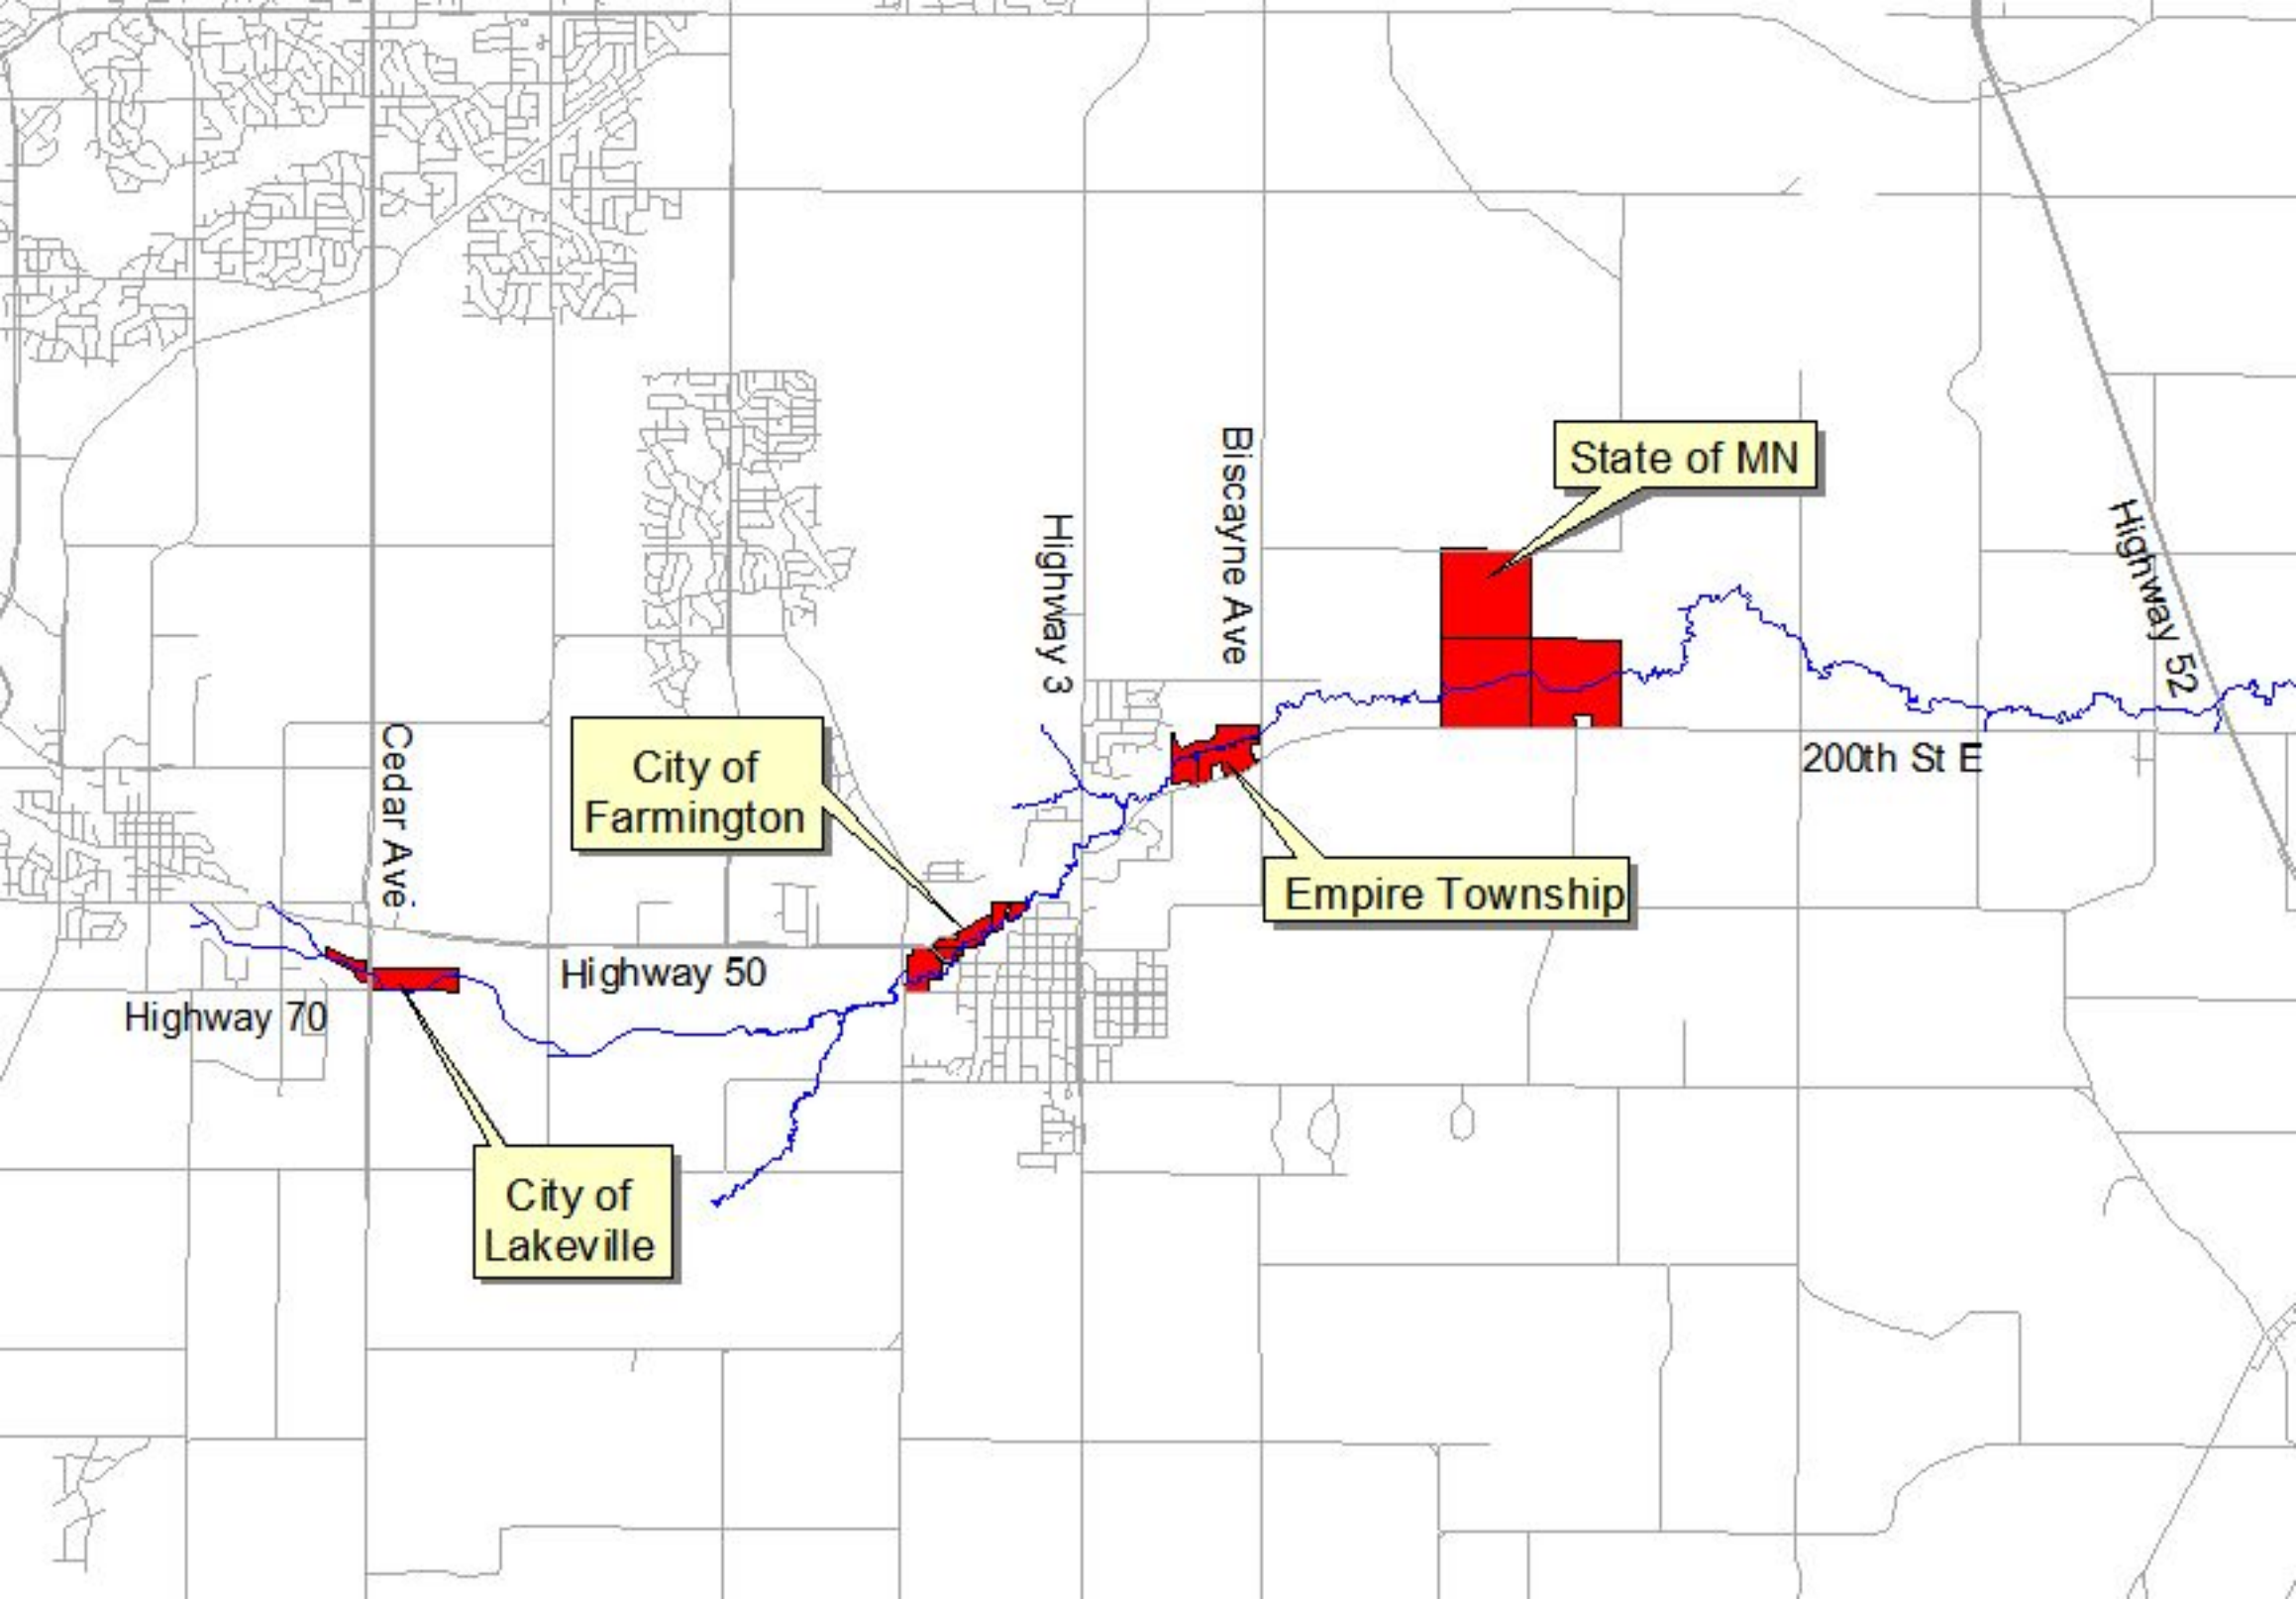 State of MN
Biscayne Ave
Highway 3
Highway 52
City of
Farmington
Cedar Ave
200th St E
Empire Township
Highway 50
Highway 70
City of
Lakeville